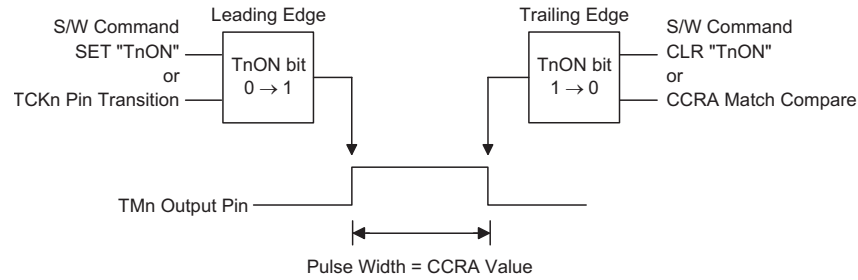 Leading Edge
S/W Command
SET "TnON"
or
TCKn Pin Transition
TnON bit
0 → 1
Trailing Edge
TnON bit
1 → 0
S/W Command
CLR "TnON"
or
CCRA Match Compare
TMn Output Pin
Pulse Width = CCRA Value